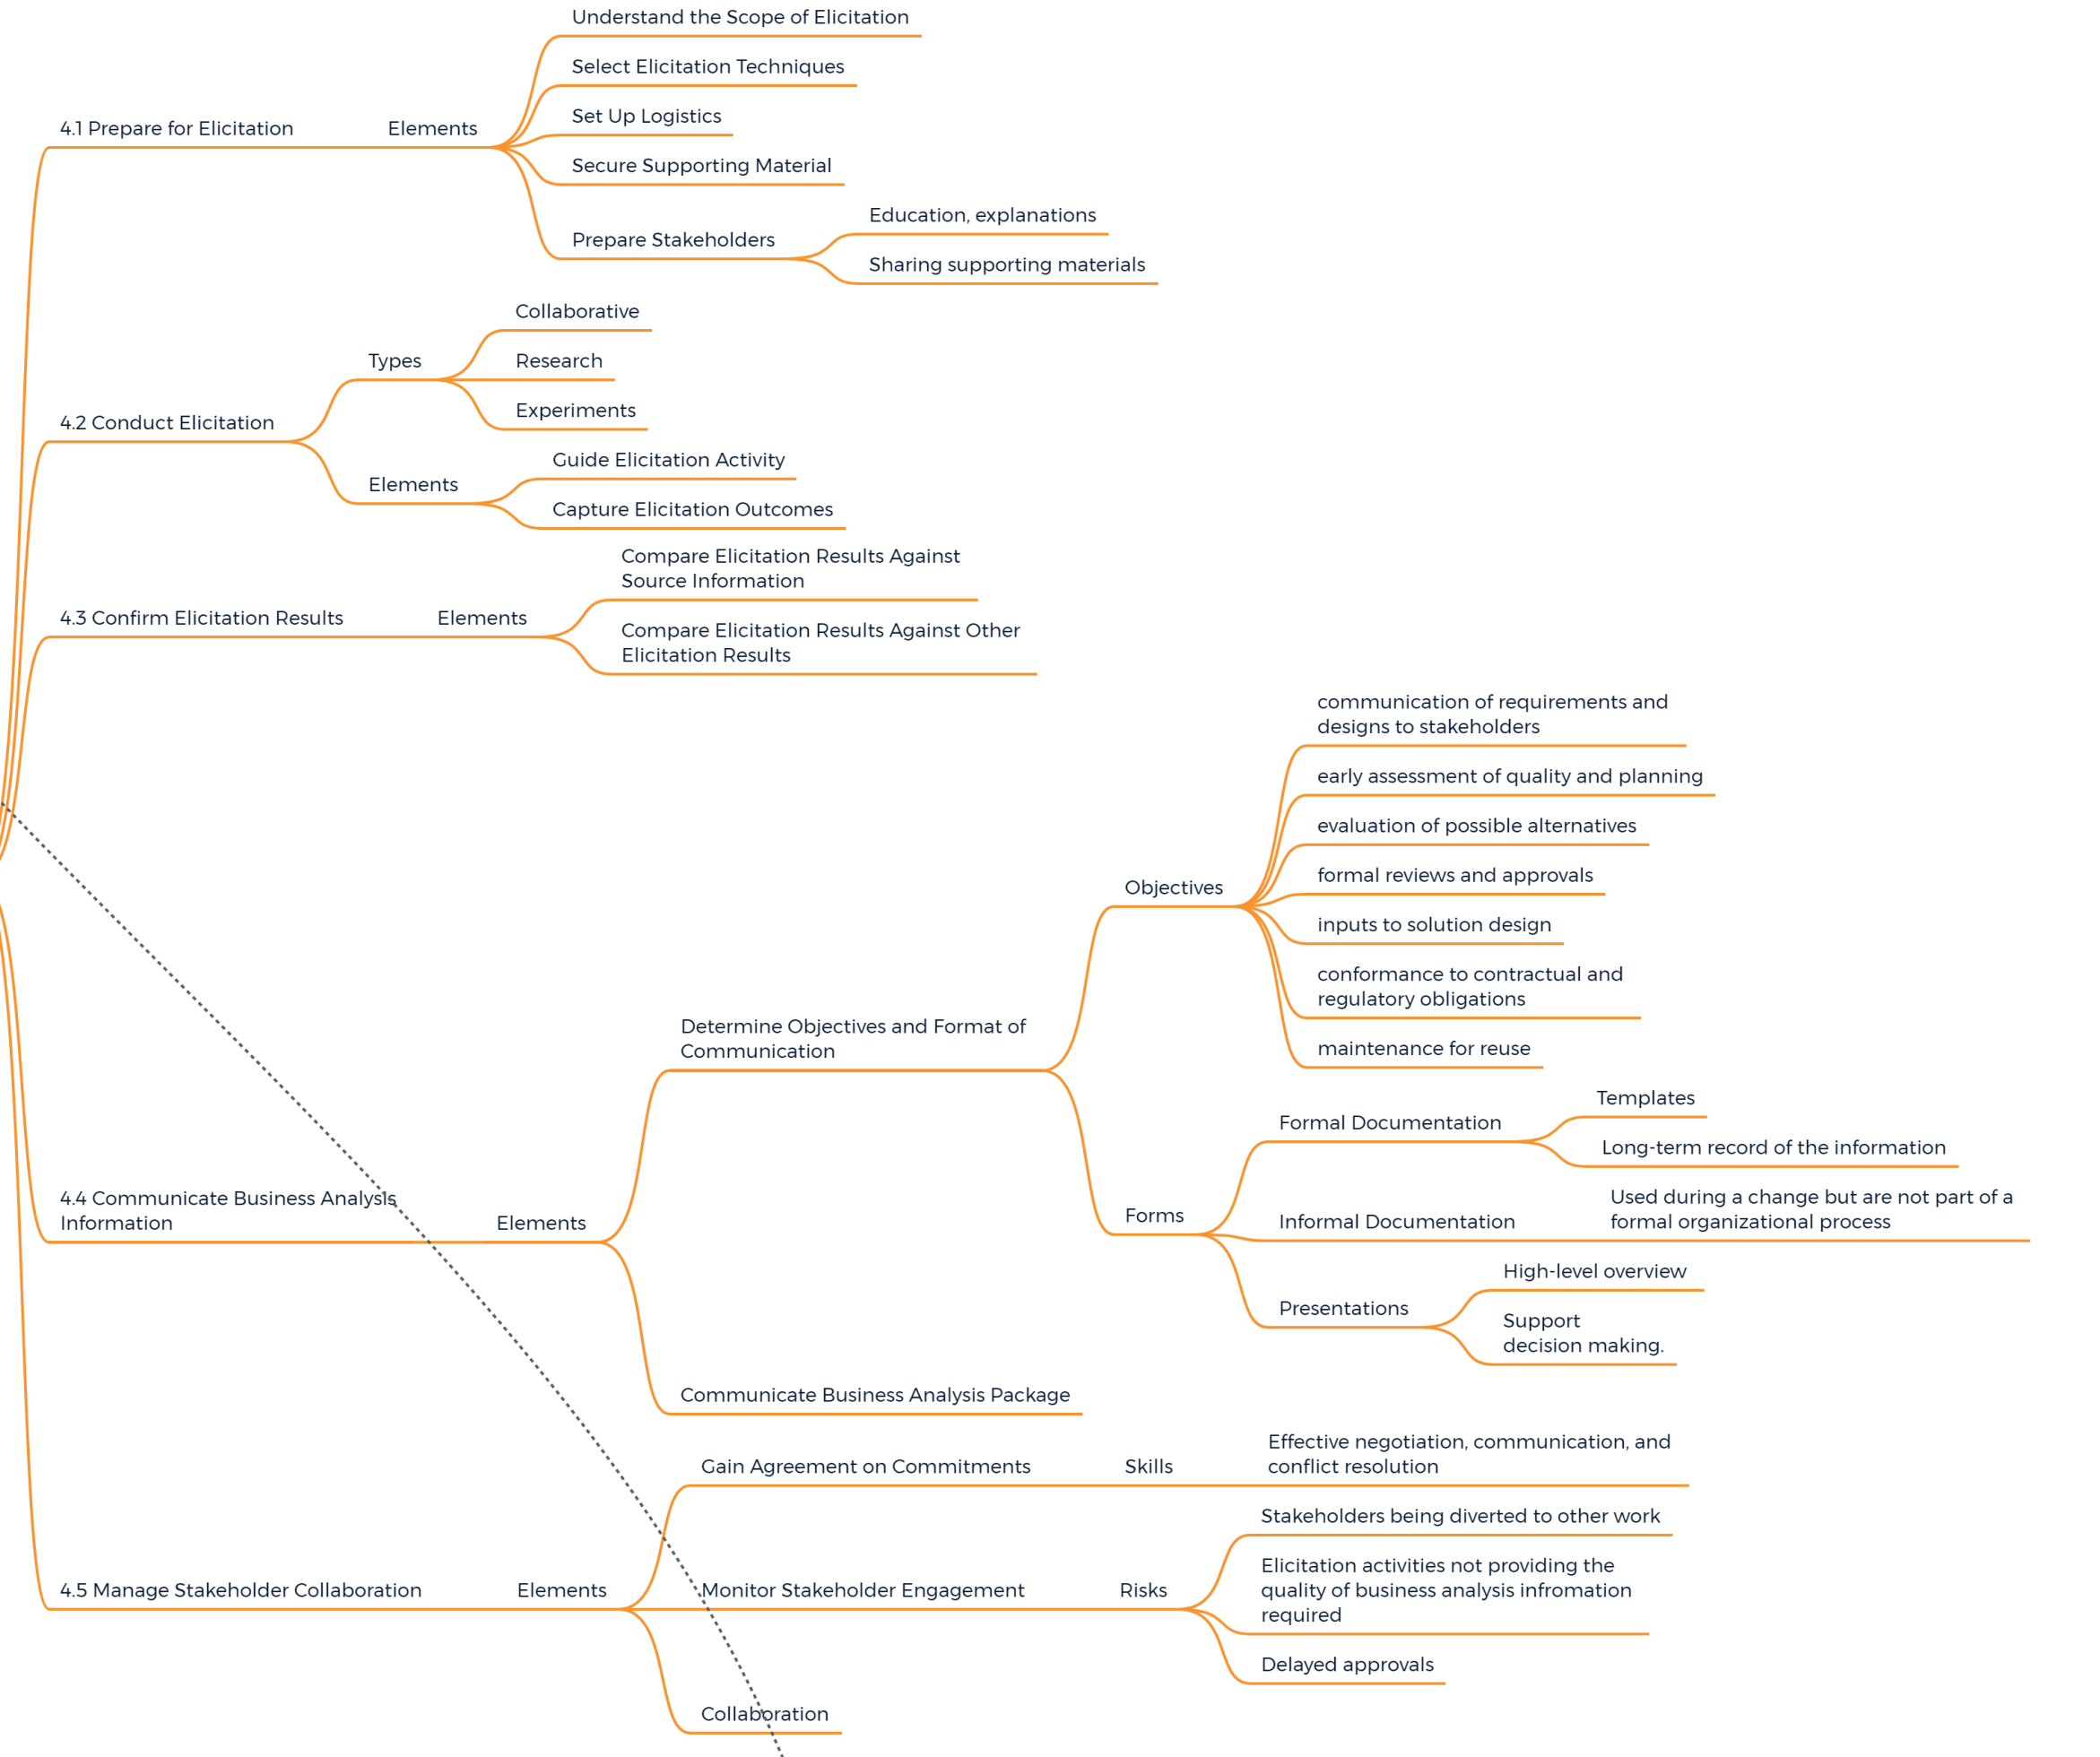 4.1 Prepare for Elicitation
Elements
Understand the Scope of Elicitation
Select Elicitation Techniques
Set Up Logistics
Secure Supporting Material
Prepare Stakeholders
Education, explanations
Sharing supporting materials
4.2 Conduct Elicitation
Types
Collaborative
Research
Experiments
Elements
Guide Elicitation Activity
Capture Elicitation Outcomes
4.3 Confirm Elicitation Results
Elements
Compare Elicitation Results Against
Source Information
Compare Elicitation Results Against Other
Elicitation Results
4.4 Communicate Business Analysis
Information
Elements
Determine Objectives and Format of
Communication
Objectives
communication of requirements and
designs to stakeholders
early assessment of quality and planning
evaluation of possible alternatives
formal reviews and approvals
inputs to solution design
conformance to contractual and
regulatory obligations
maintenance for reuse
Forms
Formal Documentation
Templates
Long-term record of the information
Informal Documentation
Used during a change but are not part of a
formal organizational process
Presentations
High-level overview
Support
decision making.
Communicate Business Analysis Package
4.5 Manage Stakeholder Collaboration
Elements
Gain Agreement on Commitments
Skills
Effective negotiation, communication, and
conflict resolution
Monitor Stakeholder Engagement
Risks
Stakeholders being diverted to other work
Elicitation activities not providing the
quality of business analysis infromation
required
Delayed approvals
Collaboration